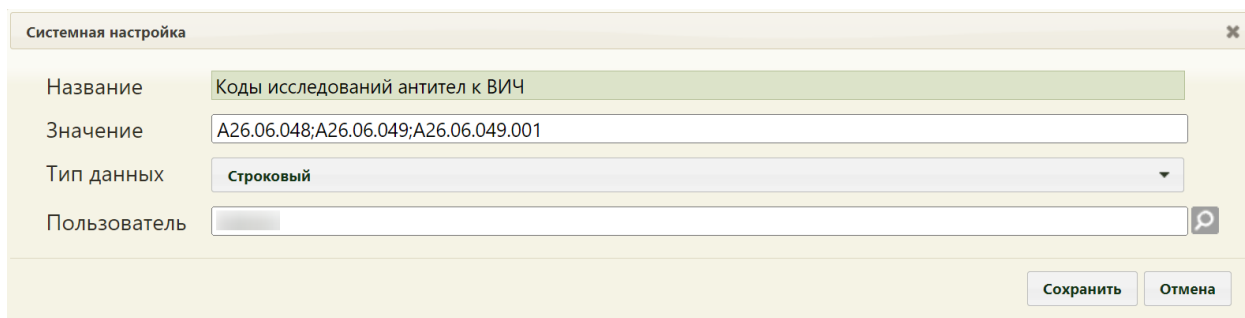 Системная настройка
Название Коды исследований антител к ВИЧ
Значение A26.06.048;A26.06.049;A26.06.049.001
Тип данных Строковый
Пользователь
Сохранить Отмена